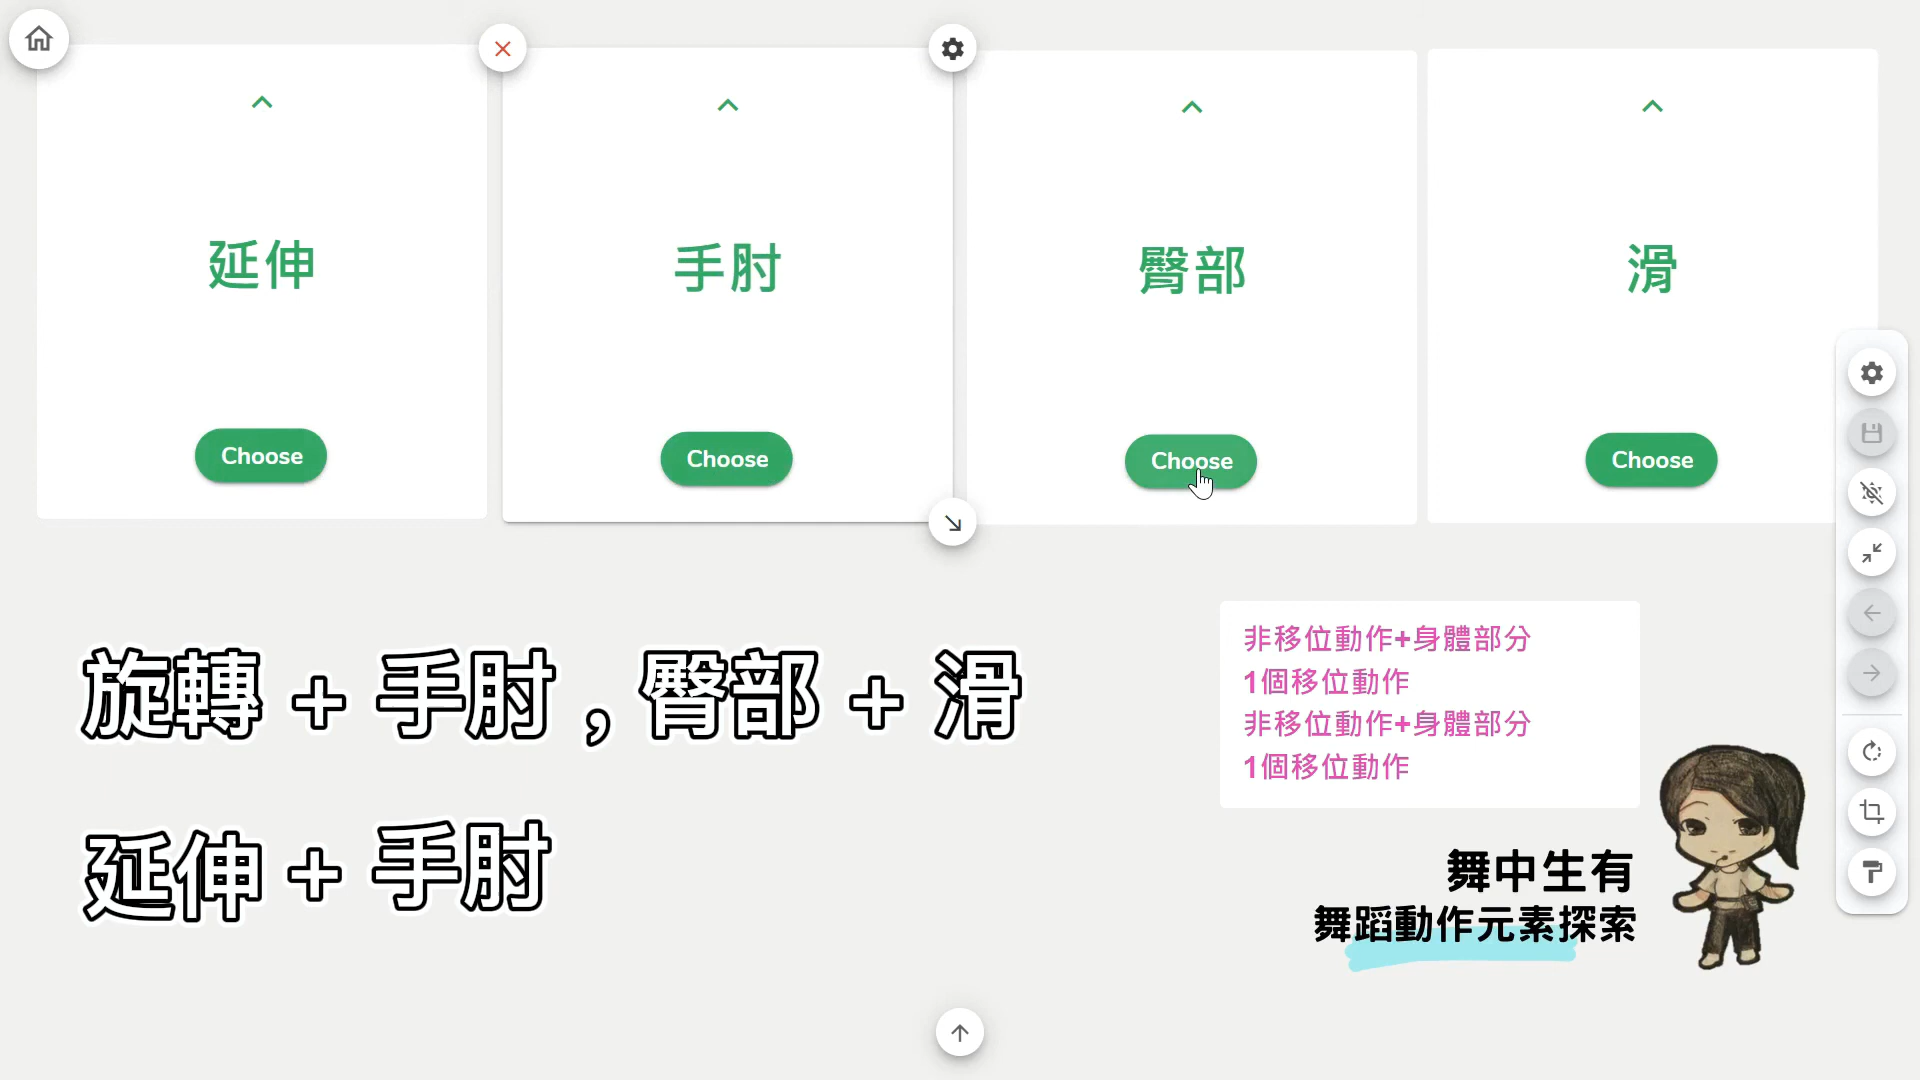 延伸
手肘
臀部
滑
Choose
Choose
Choose
Choose
旋轉 + 手肘 , 臀部 + 滑
延伸 + 手肘
非移位動作+身體部分
1個移位動作
非移位動作+身體部分
1個移位動作
舞中生有
舞蹈動作元素探索